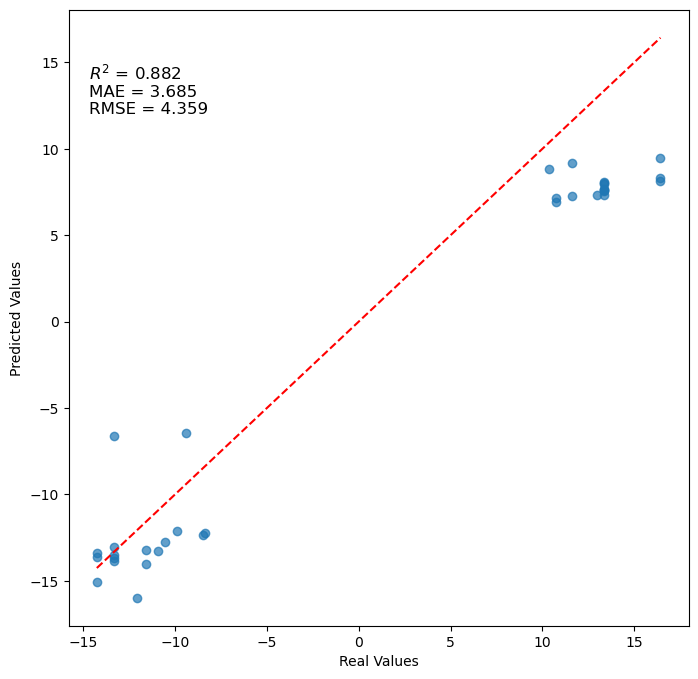 R² = 0.882
MAE = 3.685
RMSE = 4.359
15
10
5
0
−5
−10
−15
Predicted Values
−15 −10 −5 0 5 10 15
Real Values